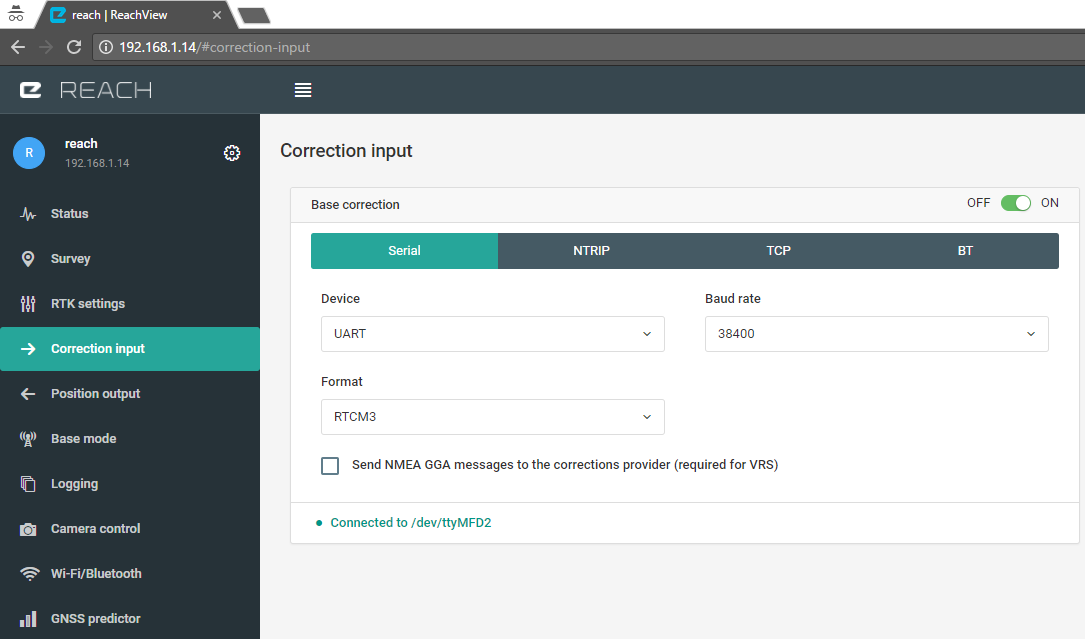 reach | ReachView
192.168.1.14/#correction-input
REACH
R
reach
192.168.1.14
Status
Survey
RTK settings
Correction input
Position output
Base mode
Logging
Camera control
Wi-Fi/Bluetooth
GNSS predictor
Correction input
Base correction
OFF ON
Serial NTRIP TCP BT
Device Baud rate
UART 38400
Format
RTCM3
Send NMEA GGA messages to the corrections provider (required for VRS)
Connected to /dev/ttyMFD2